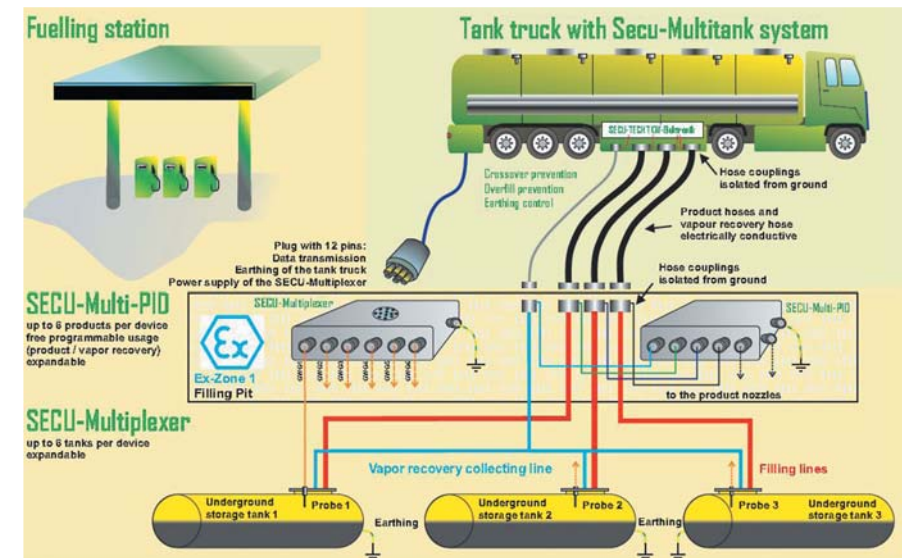 Fuelling station
Tank truck with Secu-Multitank system
Crossover prevention
Overfill prevention
Earthing control
Hose couplings
isolated from ground
Product hoses and
vapour recovery hose
electrically conductive
Plug with 12 pins:
Data transmission
Earthing of the tank truck
Power supply of the SECU-Multiplexer
Hose couplings
isolated from ground
SECU-Multi-PID
up to 6 products per device
free programmable usage
(product / vapor recovery)
expandable
SECU-Multiplexer
SECU-Multi-PID
Ex
Ex-Zone 1
Filling Pit
to the product nozzles
SECU-Multiplexer
up to 6 tanks per device
expandable
Vapor recovery collecting line
Filling lines
Underground
storage tank 1
Probe 1
Earthing
Underground
storage tank 2
Probe 2
Earthing
Probe 3
Underground
storage tank 3